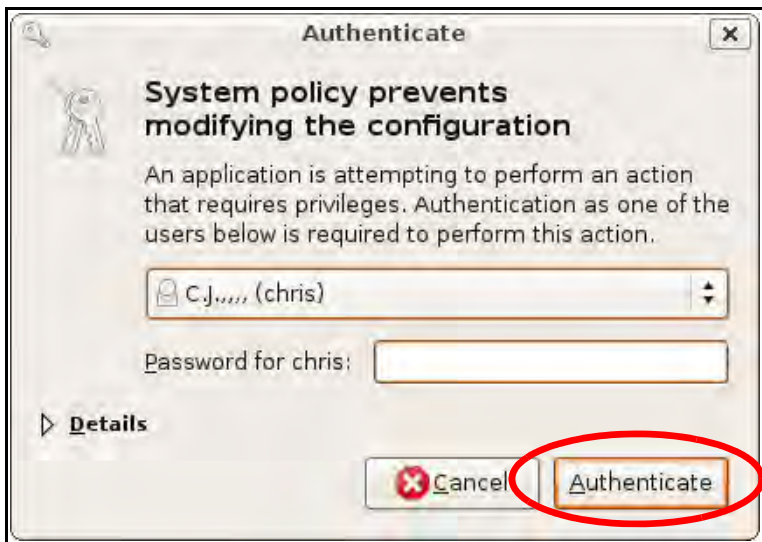 Authenticate
System policy prevents
modifying the configuration
An application is attempting to perform an action
that requires privileges. Authentication as one of the
users below is required to perform this action.
C.J.,,,, (chris)
Password for chris:
Details
Cancel
Authenticate